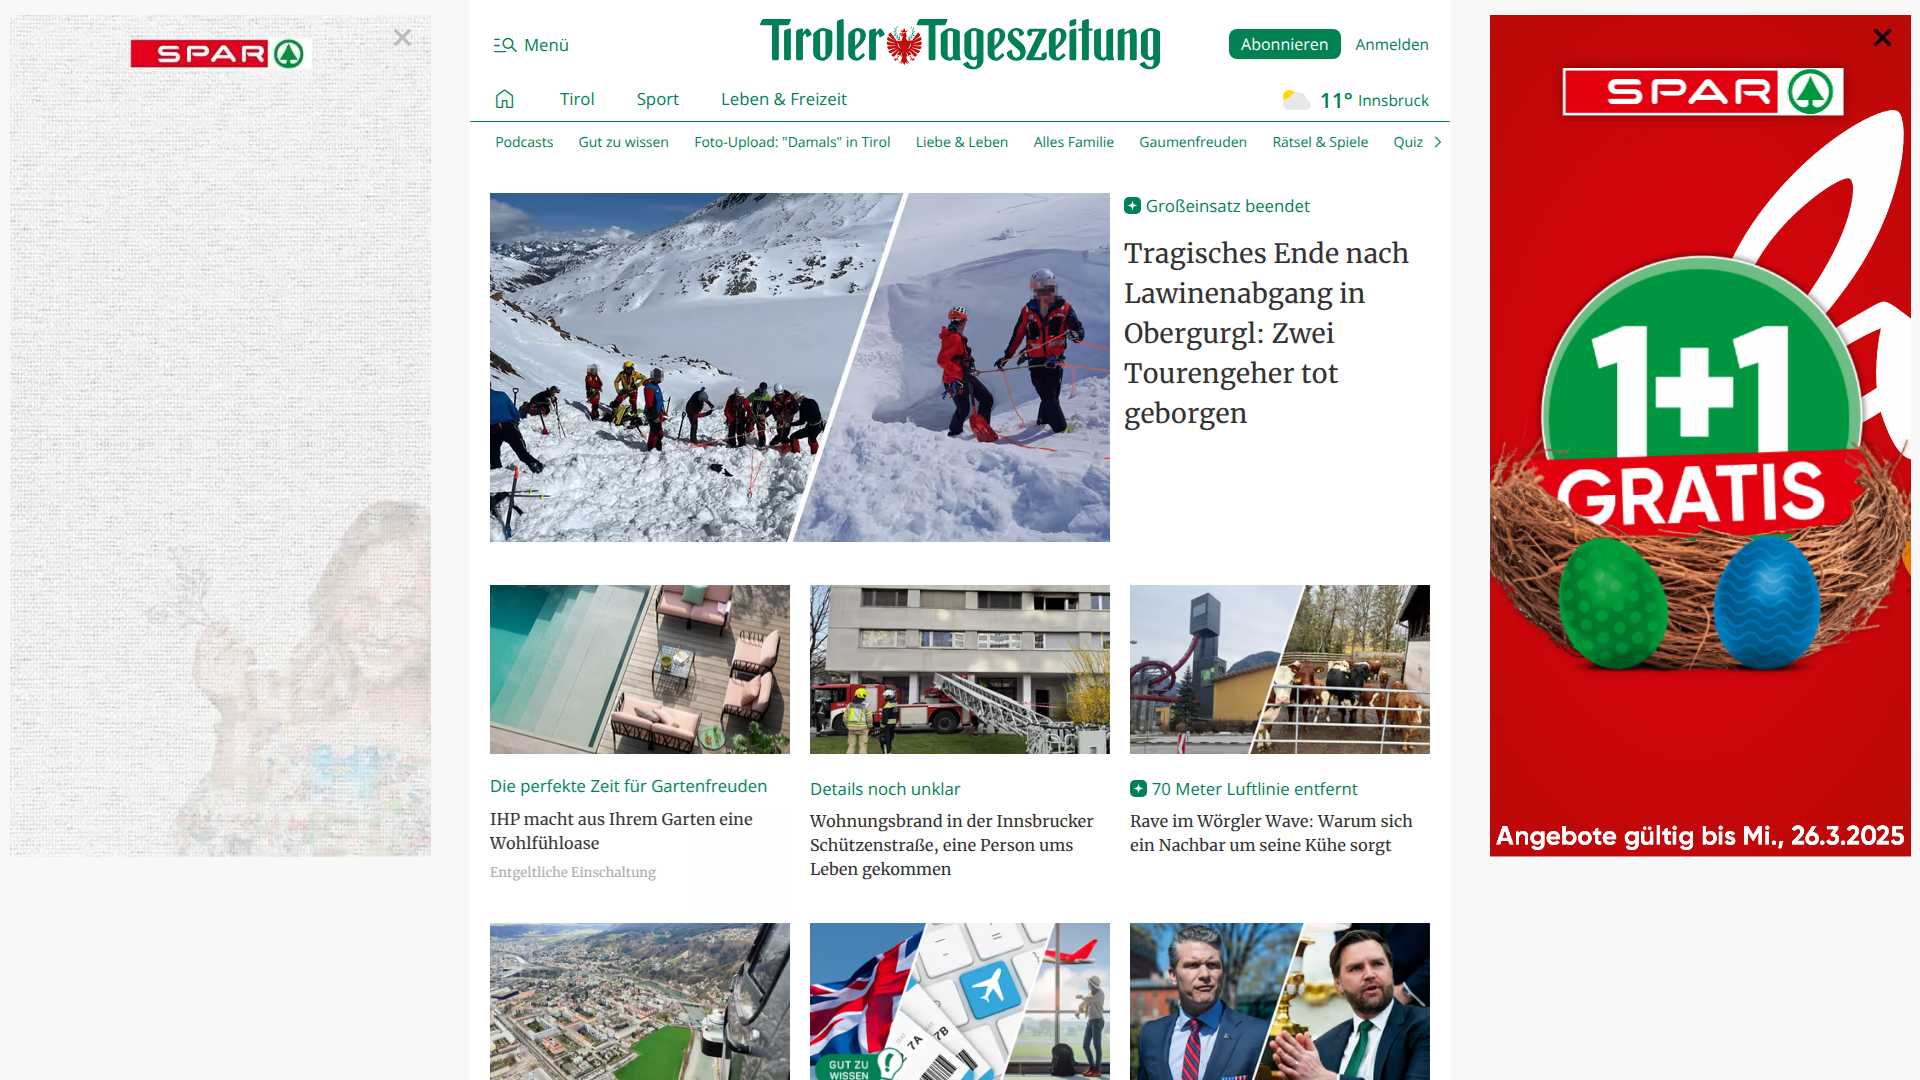 SPAR
Menü
Tiroler Tageszeitung
Abonnieren
Anmelden
Tirol
Sport
Leben & Freizeit
11° Innsbruck
Podcasts
Gut zu wissen
Foto-Upload: "Damals" in Tirol
Liebe & Leben
Alles Familie
Gaumenfreuden
Rätsel & Spiele
Quiz
Großeinsatz beendet
Tragisches Ende nach
Lawinenabgang in
Obergurgl: Zwei
Tourengeher tot
geborgen
Die perfekte Zeit für Gartenfreuden
IHP macht aus Ihrem Garten eine
Wohlfühloase
Entgeltliche Einschaltung
Details noch unklar
Wohnungsbrand in der Innsbrucker
Schützenstraße, eine Person ums
Leben gekommen
70 Meter Luftlinie entfernt
Rave im Wörgler Wave: Warum sich
ein Nachbar um seine Kühe sorgt
7A
7B
GUT ZU
WISSEN
SPAR
1+1
GRATIS
Angebote gültig bis Mi., 26.3.2025